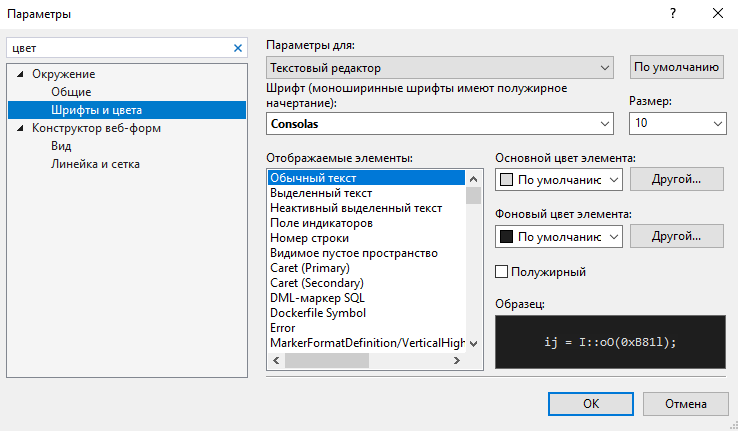 Параметры
цвет
Окружение
Общие
Шрифты и цвета
Конструктор веб-форм
Вид
Линейка и сетка
Параметры для:
Текстовый редактор
По умолчанию
Шрифт (моноширинные шрифты имеют полужирное
начертание):
Размер:
Consolas
10
Отображаемые элементы:
Обычный текст
Выделенный текст
Неактивный выделенный текст
Поле индикаторов
Номер строки
Видимое пустое пространство
Caret (Primary)
Caret (Secondary)
DML-маркер SQL
Dockerfile Symbol
Error
MarkerFormatDefinition/VerticalHigh
Основной цвет элемента:
По умолчанию
Другой...
Фоновый цвет элемента:
По умолчанию
Другой...
Полужирный
Образец:
ij = I::oO(0xB81l);
OK
Отмена